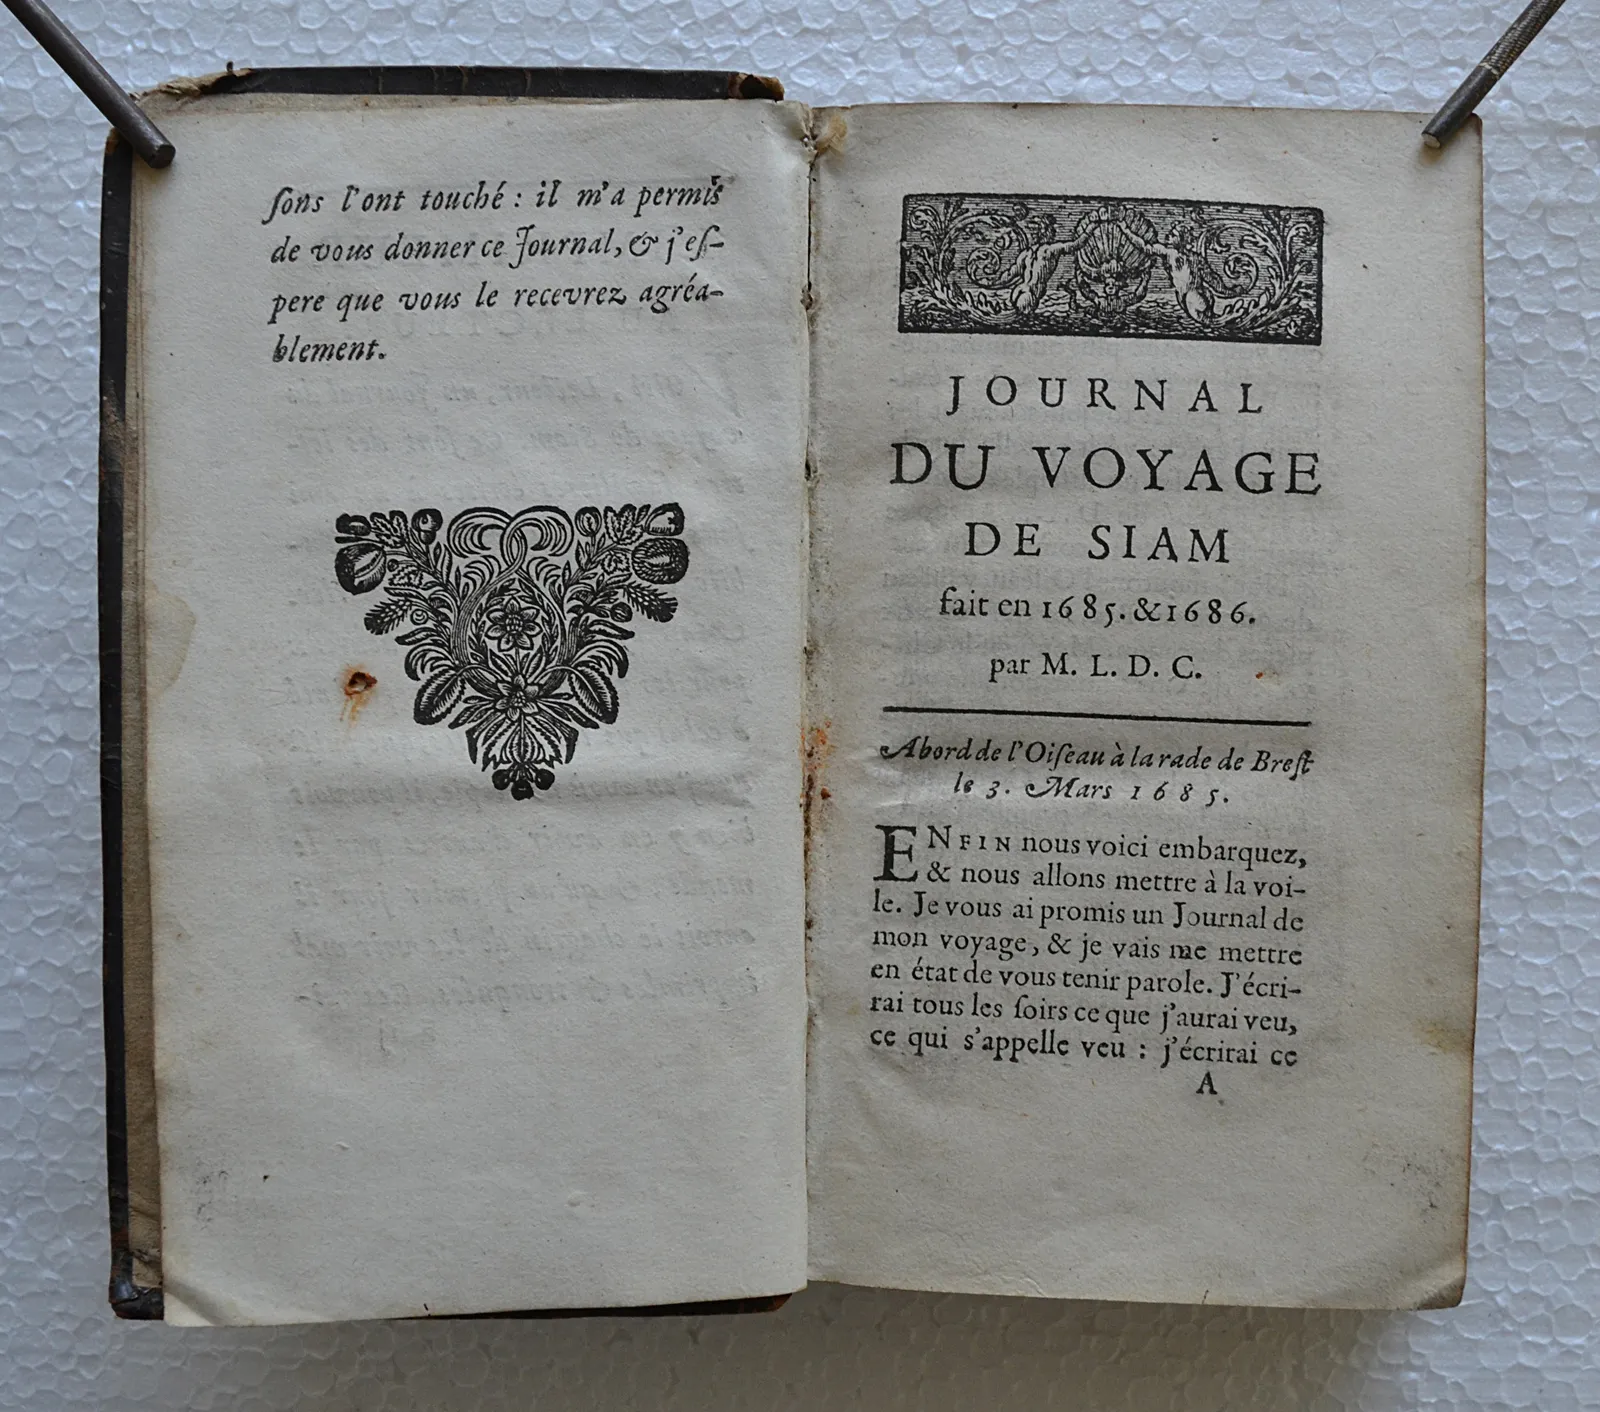 ſons l'ont touché : il m'a permis
de vous donner ce Journal, & j'eſ-
pere que vous le recevrez agréa-
blement.
JOURNAL
DU VOYAGE
DE SIAM
fait en 1685. & 1686.
par M. L. D. C.
Abord de l'Oiſeau à la rade de Breſt
le 3. Mars 1685.
ENFIN nous voici embarquez,
& nous allons mettre à la voi-
le. Je vous ai promis un Journal de
mon voyage, & je vais me mettre
en état de vous tenir parole. J'écri-
rai tous les ſoirs ce que j'aurai veu,
ce qui s'appelle veu : j'écrirai ce
A